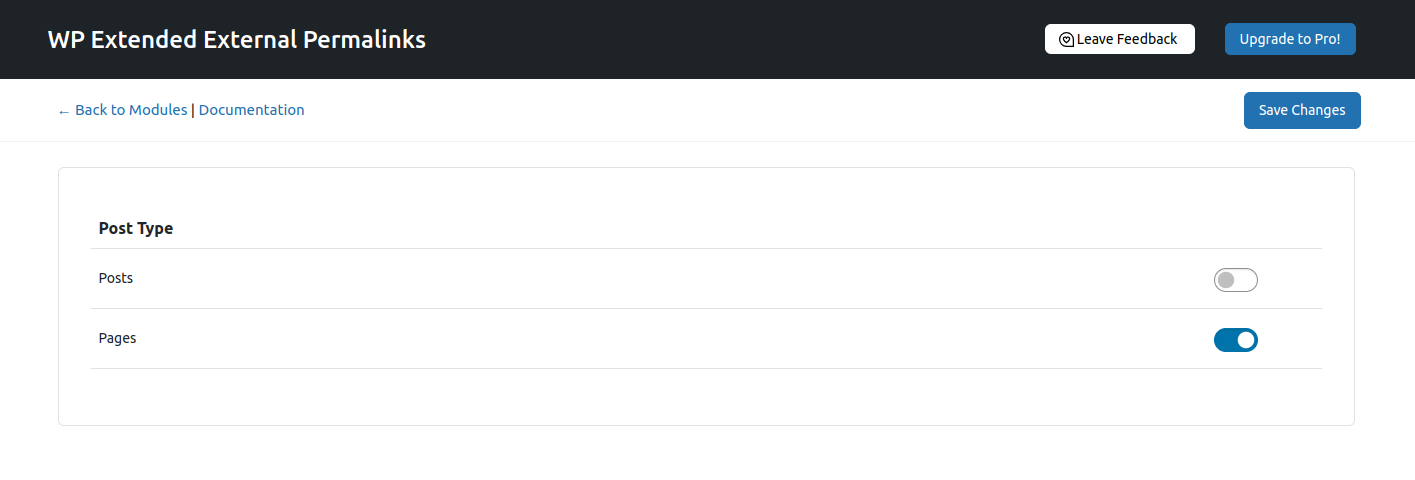 WP Extended External Permalinks
Leave Feedback
Upgrade to Pro!
← Back to Modules | Documentation
Save Changes
Post Type
Posts
Pages